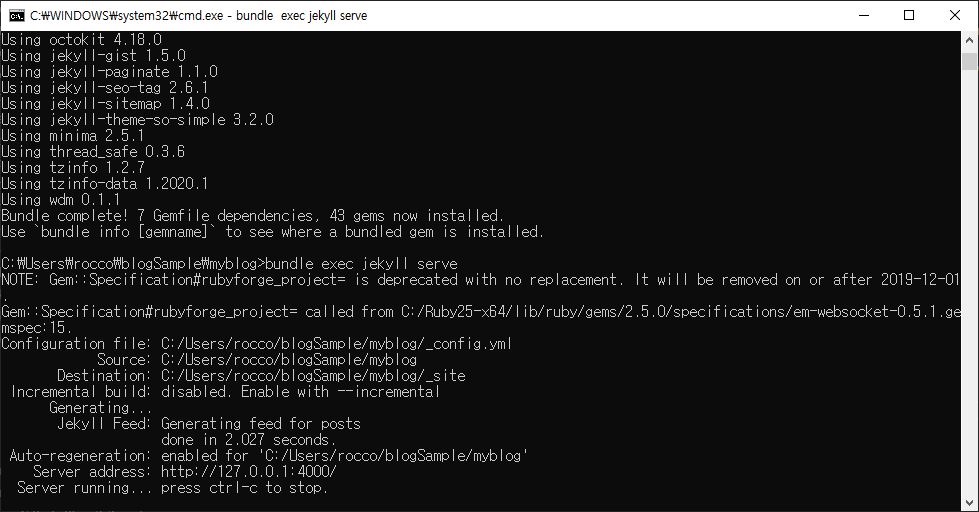 C:₩WINDOWS₩system32₩cmd.exe - bundle  exec jekyll serve
Using octokit 4.18.0
Using jekyll-gist 1.5.0
Using jekyll-paginate 1.1.0
Using jekyll-seo-tag 2.6.1
Using jekyll-sitemap 1.4.0
Using jekyll-theme-so-simple 3.2.0
Using minima 2.5.1
Using thread_safe 0.3.6
Using tzinfo 1.2.7
Using tzinfo-data 1.2020.1
Using wdm 0.1.1
Bundle complete! 7 Gemfile dependencies, 43 gems now installed.
Use `bundle info [gemname]` to see where a bundled gem is installed.
C:₩Users₩rocco₩blogSample₩myblog>bundle exec jekyll serve
NOTE: Gem::Specification#rubyforge_project= is deprecated with no replacement. It will be removed on or after 2019-12-01
.
Gem::Specification#rubyforge_project= called from C:/Ruby25-x64/lib/ruby/gems/2.5.0/specifications/em-websocket-0.5.1.ge
mspec:15.
Configuration file: C:/Users/rocco/blogSample/myblog/_config.yml
Source: C:/Users/rocco/blogSample/myblog
Destination: C:/Users/rocco/blogSample/myblog/_site
Incremental build: disabled. Enable with --incremental
Generating...
Jekyll Feed: Generating feed for posts
done in 2.027 seconds.
Auto-regeneration: enabled for 'C:/Users/rocco/blogSample/myblog'
Server address: http://127.0.0.1:4000/
Server running... press ctrl-c to stop.